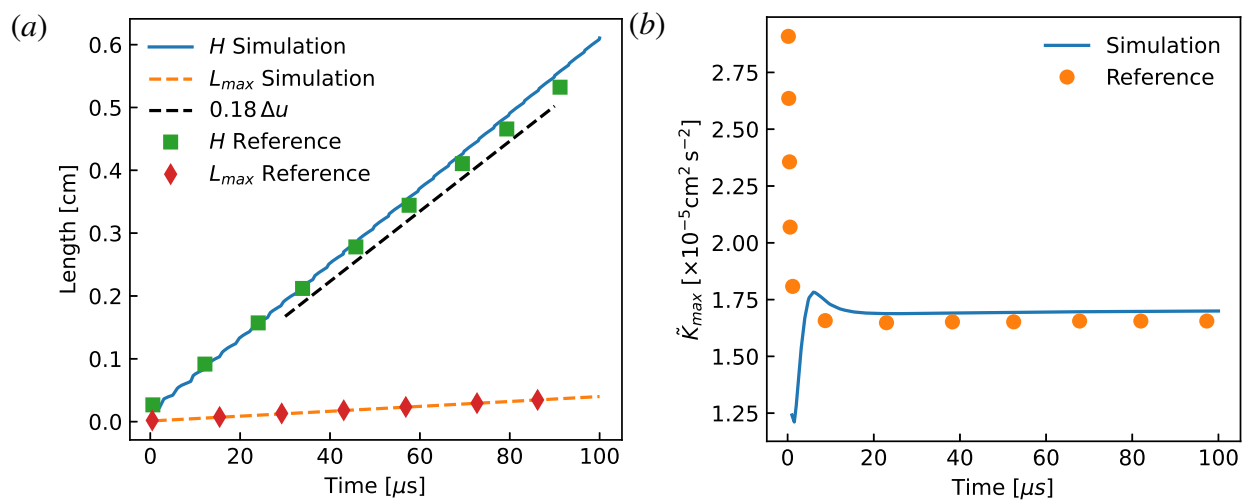 (a)
H Simulation
L_max Simulation
0.18 Δu
H Reference
L_max Reference
0.6
0.5
0.4
0.3
0.2
0.1
0.0
Length [cm]
0 20 40 60 80 100
Time [μs]
(b)
Simulation
Reference
2.75
2.50
2.25
2.00
1.75
1.50
1.25
K̃_max [×10⁻⁵cm² s⁻²]
0 20 40 60 80 100
Time [μs]